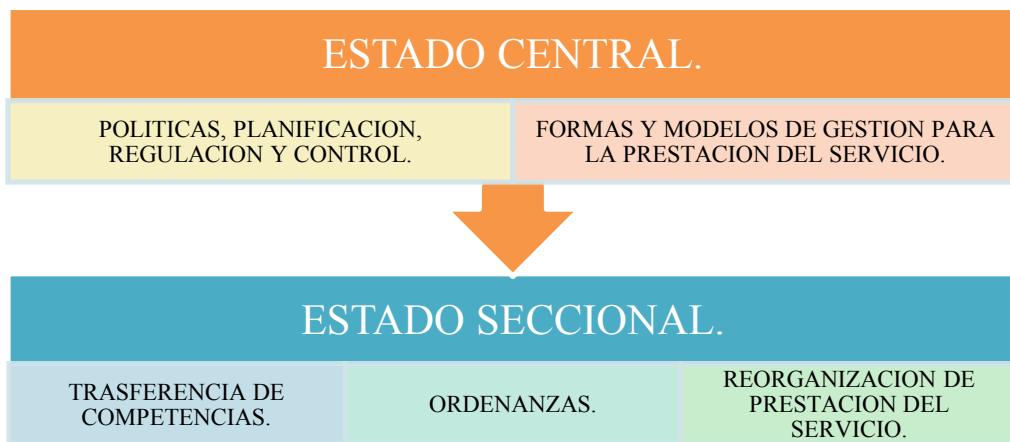 ESTADO CENTRAL.
POLITICAS, PLANIFICACION,
REGULACION Y CONTROL.
FORMAS Y MODELOS DE GESTION PARA
LA PRESTACION DEL SERVICIO.
ESTADO SECCIONAL.
TRASFERENCIA DE
COMPETENCIAS.
ORDENANZAS.
REORGANIZACION DE
PRESTACION DEL
SERVICIO.